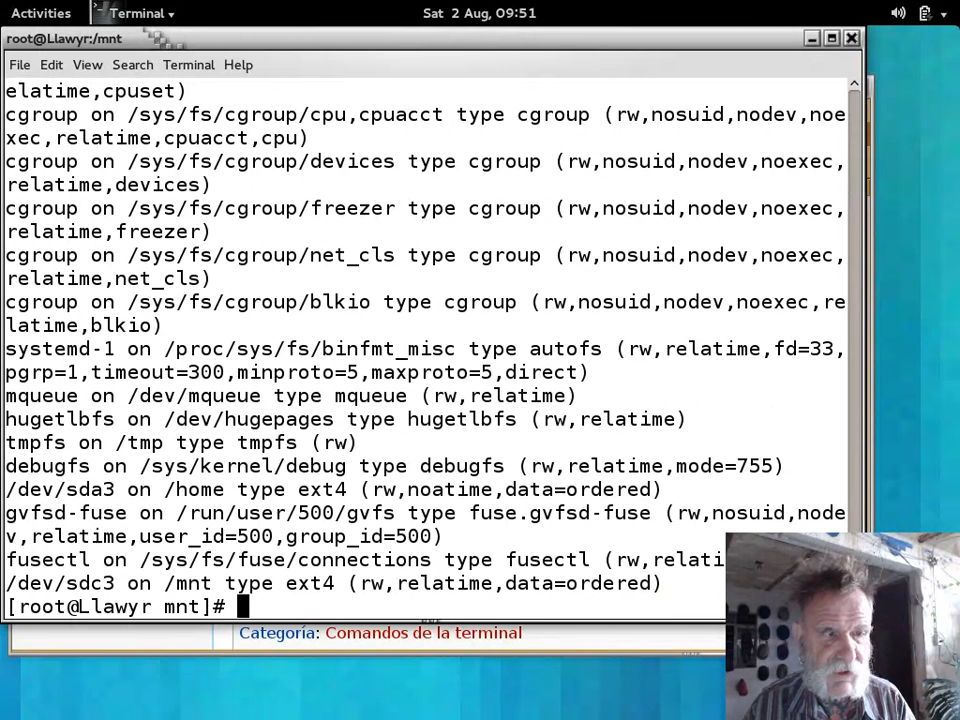 Activities
Terminal
Sat 2 Aug, 09:51
root@Llawyr:/mnt
File Edit View Search Terminal Help
elatime,cpuset)
cgroup on /sys/fs/cgroup/cpu,cpuacct type cgroup (rw,nosuid,nodev,noe
xec,relatime,cpuacct,cpu)
cgroup on /sys/fs/cgroup/devices type cgroup (rw,nosuid,nodev,noexec,
relatime,devices)
cgroup on /sys/fs/cgroup/freezer type cgroup (rw,nosuid,nodev,noexec,
relatime,freezer)
cgroup on /sys/fs/cgroup/net_cls type cgroup (rw,nosuid,nodev,noexec,
relatime,net_cls)
cgroup on /sys/fs/cgroup/blkio type cgroup (rw,nosuid,nodev,noexec,re
latime,blkio)
systemd-1 on /proc/sys/fs/binfmt_misc type autofs (rw,relatime,fd=33,
pgrp=1,timeout=300,minproto=5,maxproto=5,direct)
mqueue on /dev/mqueue type mqueue (rw,relatime)
hugetlbfs on /dev/hugepages type hugetlbfs (rw,relatime)
tmpfs on /tmp type tmpfs (rw)
debugfs on /sys/kernel/debug type debugfs (rw,relatime,mode=755)
/dev/sda3 on /home type ext4 (rw,noatime,data=ordered)
gvfsd-fuse on /run/user/500/gvfs type fuse.gvfsd-fuse (rw,nosuid,node
v,relatime,user_id=500,group_id=500)
fusectl on /sys/fs/fuse/connections type fusectl (rw,relati
/dev/sdc3 on /mnt type ext4 (rw,relatime,data=ordered)
[root@Llawyr mnt]#
Categoría: Comandos de la terminal